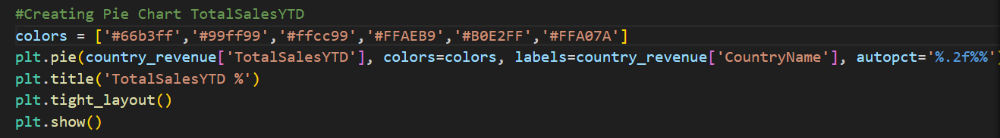 #Creating Pie Chart TotalSalesYTD
colors = ['#66b3ff','#99ff99','#ffcc99','#FFAEB9','#B0E2FF','#FFA07A']
plt.pie(country_revenue['TotalSalesYTD'], colors=colors, labels=country_revenue['CountryName'], autopct='%.2f%%')
plt.title('TotalSalesYTD %')
plt.tight_layout()
plt.show()